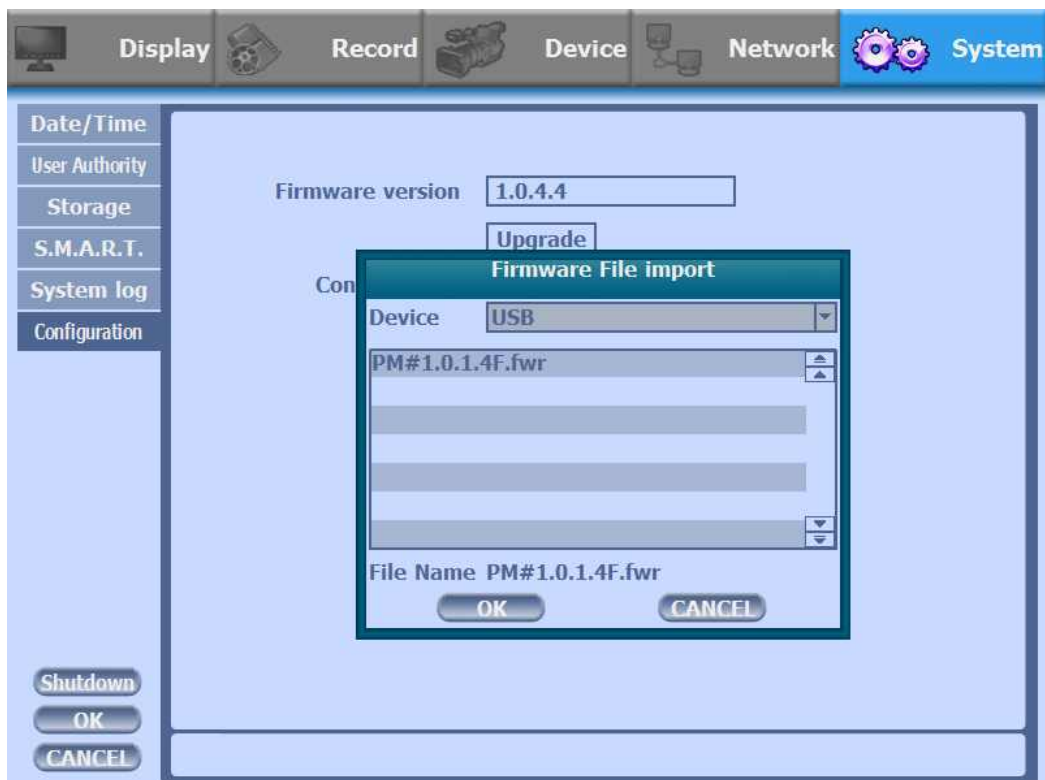 Display Record Device Network System
Date/Time
User Authority
Storage
S.M.A.R.T.
System log
Configuration
Firmware version 1.0.4.4
Upgrade
Con
Firmware File import
Device USB
PM#1.0.1.4F.fwr
File Name PM#1.0.1.4F.fwr
OK CANCEL
Shutdown
OK
CANCEL